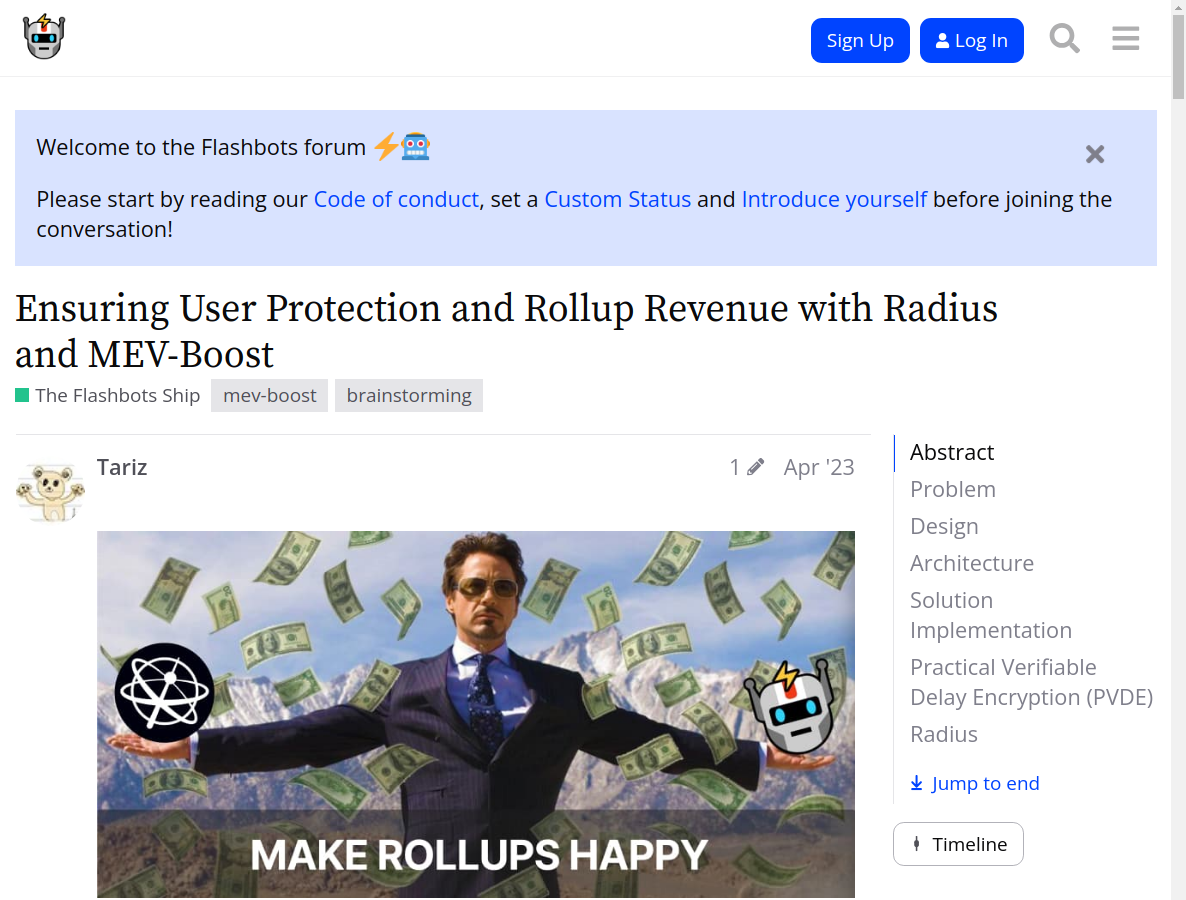 Sign Up
Log In
Welcome to the Flashbots forum
Please start by reading our Code of conduct, set a Custom Status and Introduce yourself before joining the
conversation!
Ensuring User Protection and Rollup Revenue with Radius
and MEV-Boost
The Flashbots Ship
mev-boost
brainstorming
Tariz
1
Apr '23
MAKE ROLLUPS HAPPY
Abstract
Problem
Design
Architecture
Solution
Implementation
Practical Verifiable
Delay Encryption (PVDE)
Radius
Jump to end
Timeline